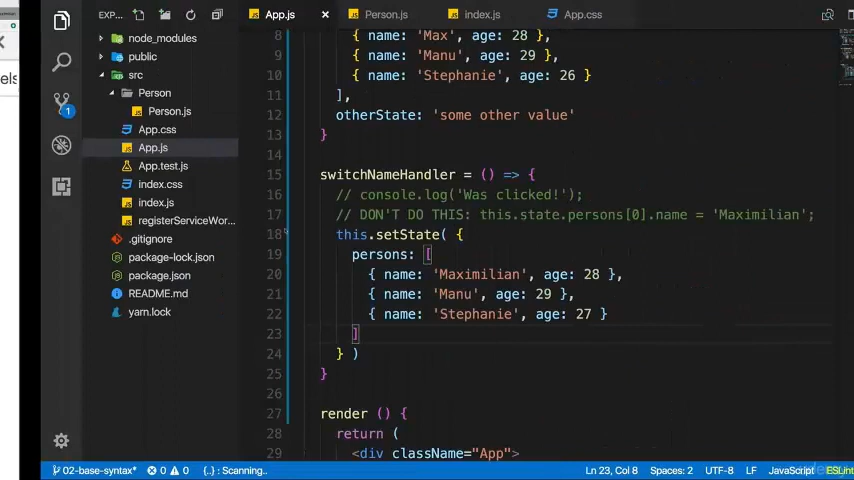 EXP...
App.js
Person.js
index.js
App.css
node_modules
public
src
Person
Person.js
App.css
App.js
App.test.js
index.css
index.js
registerServiceWor...
.gitignore
package-lock.json
package.json
README.md
yarn.lock
1
8 { name: 'Max', age: 28 },
9 { name: 'Manu', age: 29 },
10 { name: 'Stephanie', age: 26 }
11 ],
12 otherState: 'some other value'
13 }
14
15 switchNameHandler = () => {
16 // console.log('Was clicked!');
17 // DON'T DO THIS: this.state.persons[0].name = 'Maximilian';
18 this.setState( {
19 persons: [
20 { name: 'Maximilian', age: 28 },
21 { name: 'Manu', age: 29 },
22 { name: 'Stephanie', age: 27 }
23 ]
24 } )
25 }
26
27 render () {
28 return (
29 <div className="App">
02-base-syntax* 0 0 {..}: Scanning.. Ln 23, Col 8 Spaces: 2 UTF-8 LF JavaScript ESLint